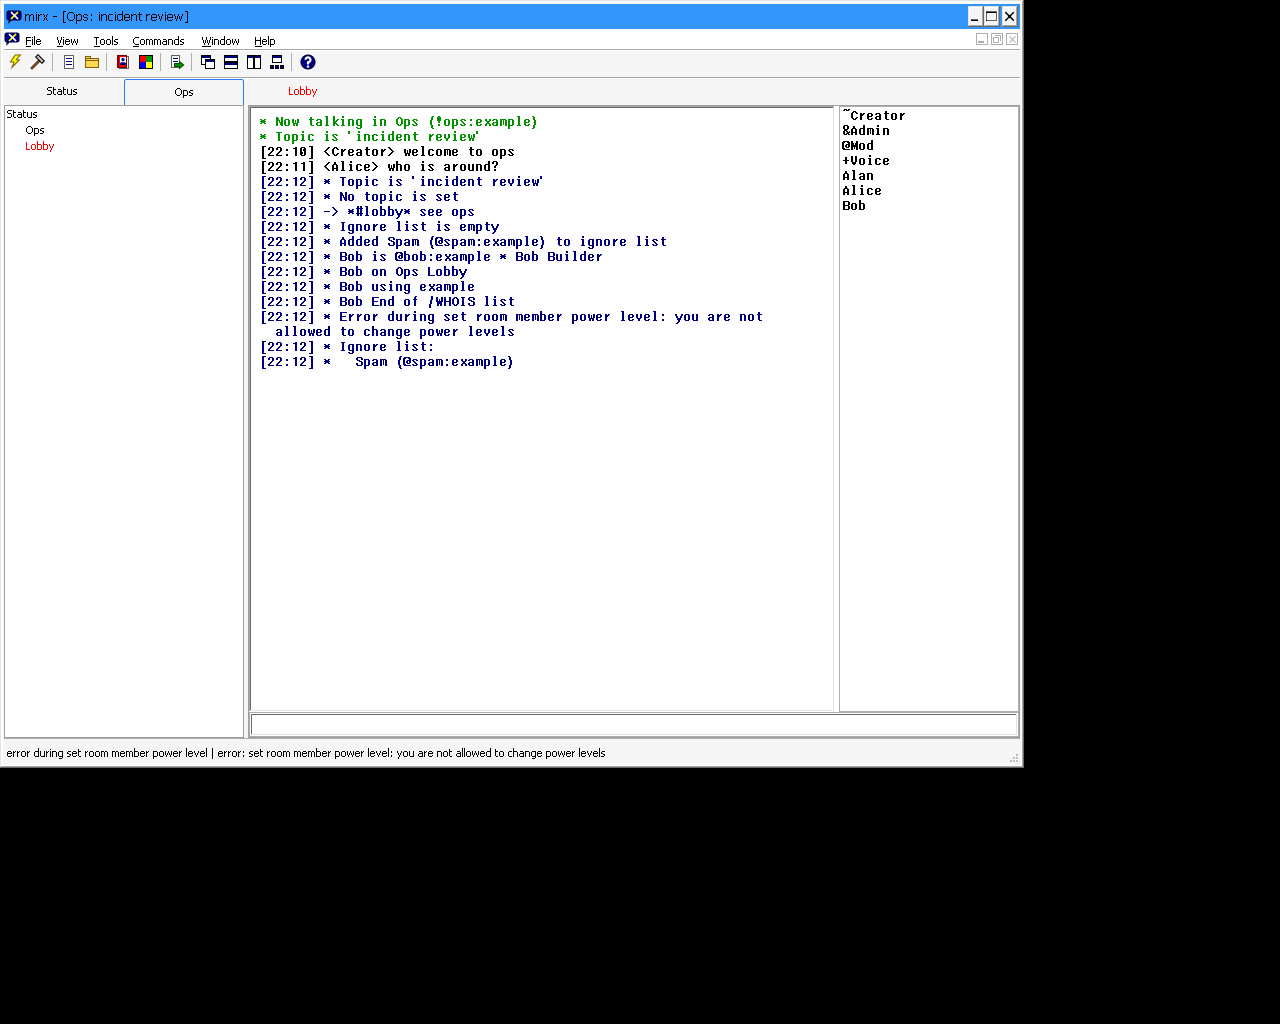 mirx - [Ops: incident review]
File View Tools Commands Window Help
Status Ops Lobby
Status
Ops
Lobby
* Now talking in Ops (!ops:example)
* Topic is 'incident review'
[22:10] <Creator> welcome to ops
[22:11] <Alice> who is around?
[22:12] * Topic is 'incident review'
[22:12] * No topic is set
[22:12] -> *#lobby* see ops
[22:12] * Ignore list is empty
[22:12] * Added Spam (@spam:example) to ignore list
[22:12] * Bob is @bob:example * Bob Builder
[22:12] * Bob on Ops Lobby
[22:12] * Bob using example
[22:12] * Bob End of /WHOIS list
[22:12] * Error during set room member power level: you are not
allowed to change power levels
[22:12] * Ignore list:
[22:12] *   Spam (@spam:example)
~Creator
&Admin
@Mod
+Voice
Alan
Alice
Bob
error during set room member power level | error: set room member power level: you are not allowed to change power levels